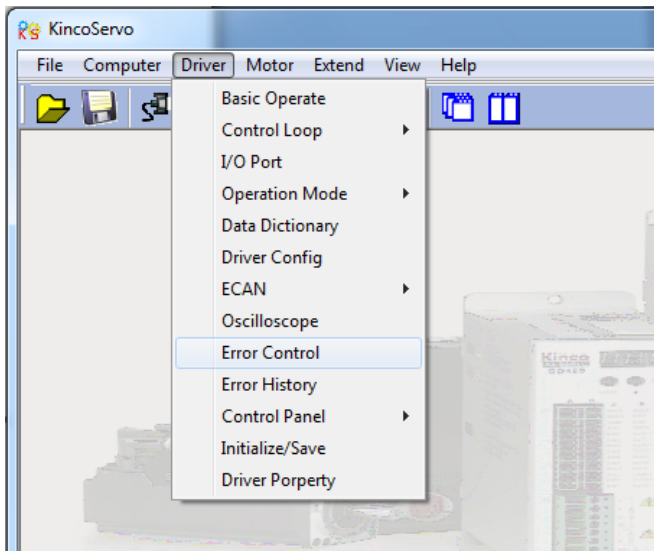 KincoServo
File Computer Driver Motor Extend View Help
Basic Operate
Control Loop
I/O Port
Operation Mode
Data Dictionary
Driver Config
ECAN
Oscilloscope
Error Control
Error History
Control Panel
Initialize/Save
Driver Porperty
Kinco